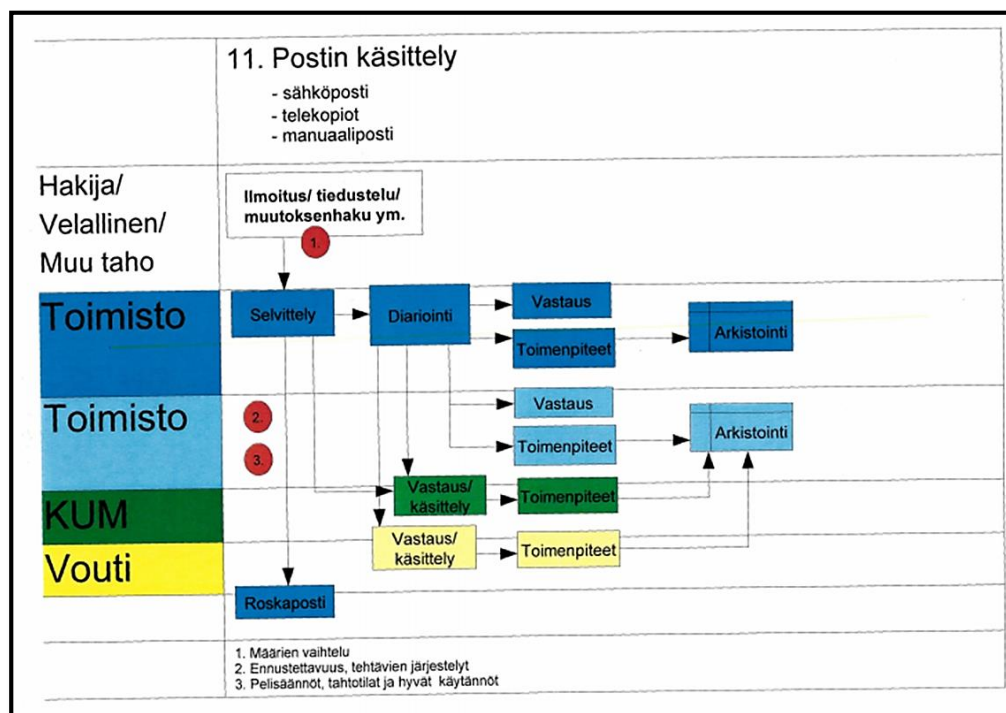 11. Postin käsittely
- sähköposti
- telekopiot
- manuaaliposti
Hakija/
Velallinen/
Muu taho
Ilmoitus/ tiedustelu/
muutoksenhaku ym.
1.
Toimisto
Selvittely
Diariointi
Vastaus
Toimenpiteet
Arkistointi
Toimisto
2.
3.
Vastaus
Toimenpiteet
Arkistointi
KUM
Vastaus/
käsittely
Toimenpiteet
Vouti
Vastaus/
käsittely
Toimenpiteet
Roskaposti
1. Määrien vaihtelu
2. Ennustettavuus, tehtävien järjestelyt
3. Pelisäännöt, tahtotilat ja hyvät käytännöt